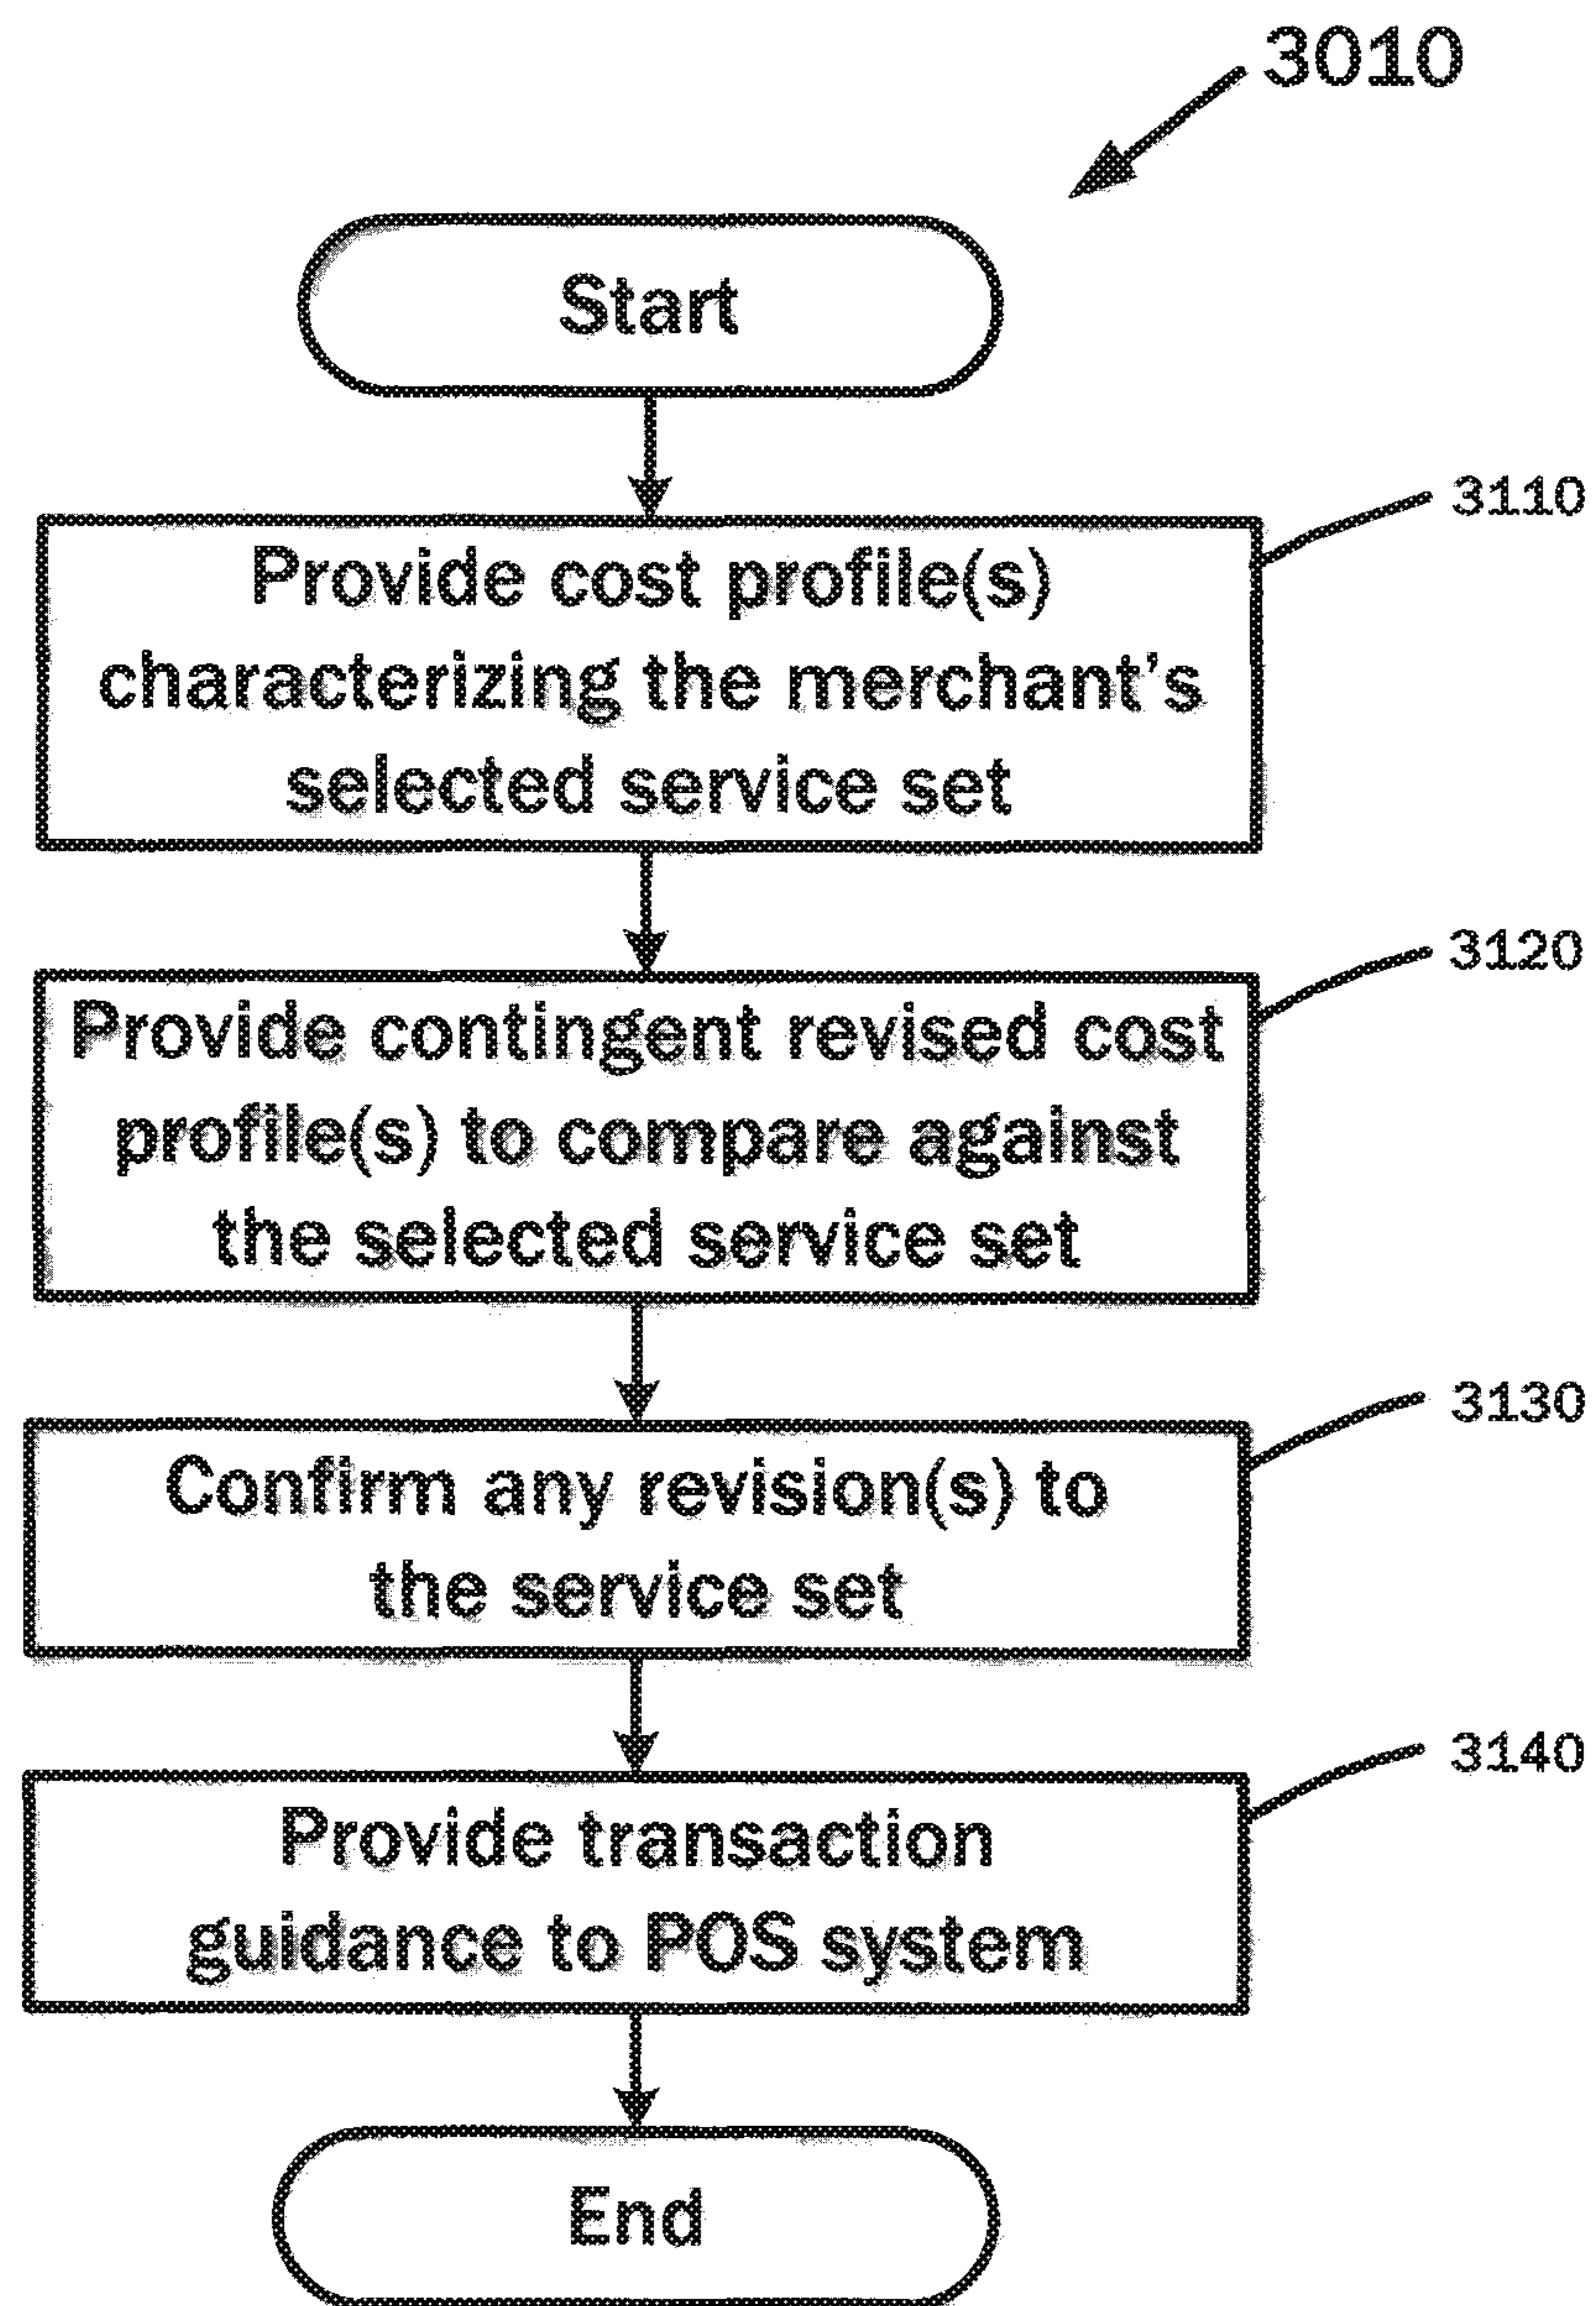 3010
Start
3110
Provide cost profile(s)
characterizing the merchant's
selected service set
3120
Provide contingent revised cost
profile(s) to compare against
the selected service set
3130
Confirm any revision(s) to
the service set
3140
Provide transaction
guidance to POS system
End